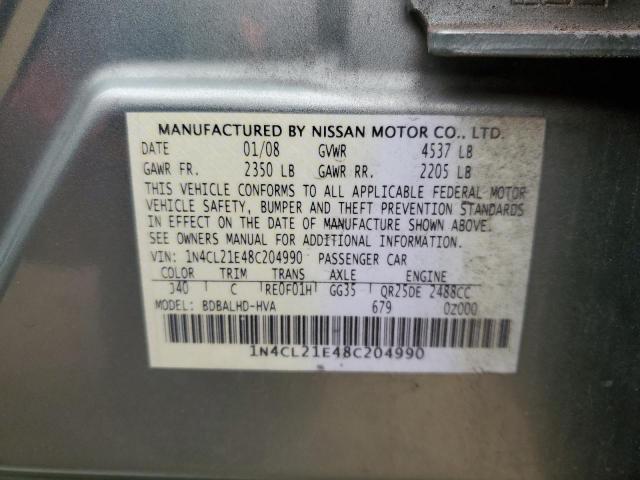 MANUFACTURED BY NISSAN MOTOR CO., LTD.
DATE 01/08 GVWR 4537 LB
GAWR FR. 2350 LB GAWR RR. 2205 LB
THIS VEHICLE CONFORMS TO ALL APPLICABLE FEDERAL MOTOR
VEHICLE SAFETY, BUMPER AND THEFT PREVENTION STANDARDS
IN EFFECT ON THE DATE OF MANUFACTURE SHOWN ABOVE.
SEE OWNERS MANUAL FOR ADDITIONAL INFORMATION.
VIN: 1N4CL21E48C204990 PASSENGER CAR
COLOR TRIM TRANS AXLE ENGINE
J40 C RE0F01H GG35 QR25DE 2488CC
MODEL: BDBALHD-HVA 679 0Z000
1N4CL21E48C204990